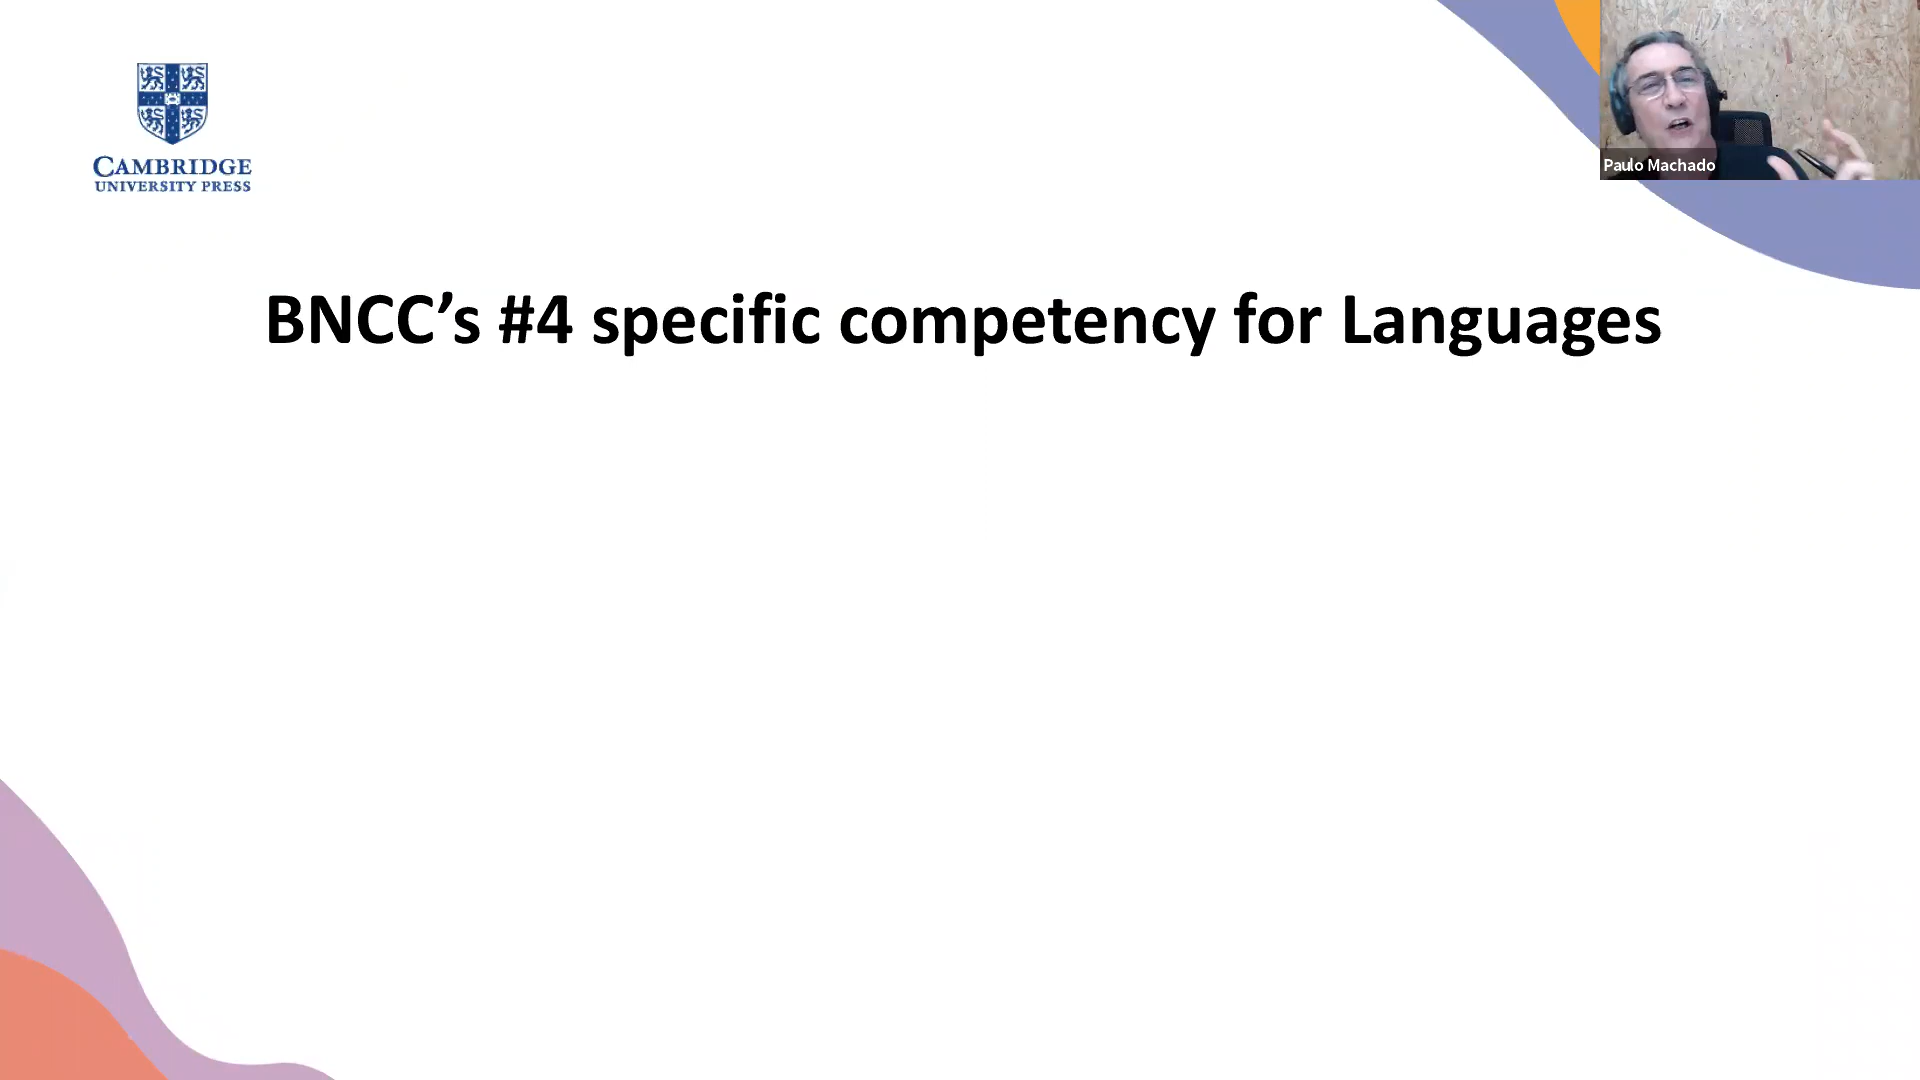 CAMBRIDGE
UNIVERSITY PRESS
Paulo Machado
BNCC’s #4 specific competency for Languages